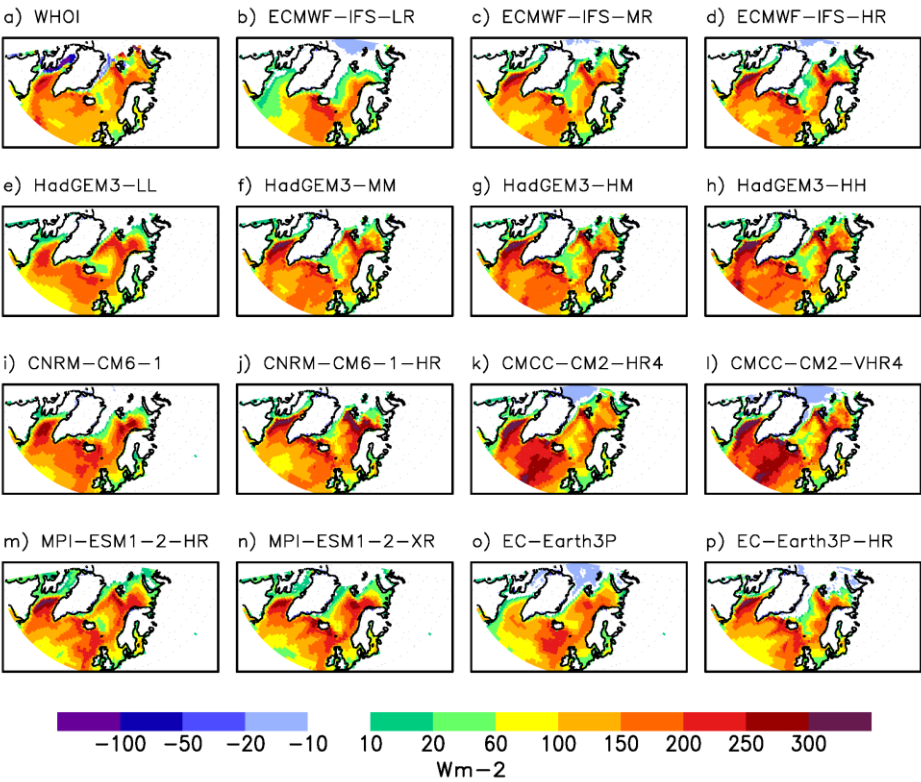 a) WHOI b) ECMWF-IFS-LR c) ECMWF-IFS-MR d) ECMWF-IFS-HR
e) HadGEM3-LL f) HadGEM3-MM g) HadGEM3-HM h) HadGEM3-HH
i) CNRM-CM6-1 j) CNRM-CM6-1-HR k) CMCC-CM2-HR4 l) CMCC-CM2-VHR4
m) MPI-ESM1-2-HR n) MPI-ESM1-2-XR o) EC-Earth3P p) EC-Earth3P-HR
-100 -50 -20 -10 10 20 60 100 150 200 250 300
Wm-2